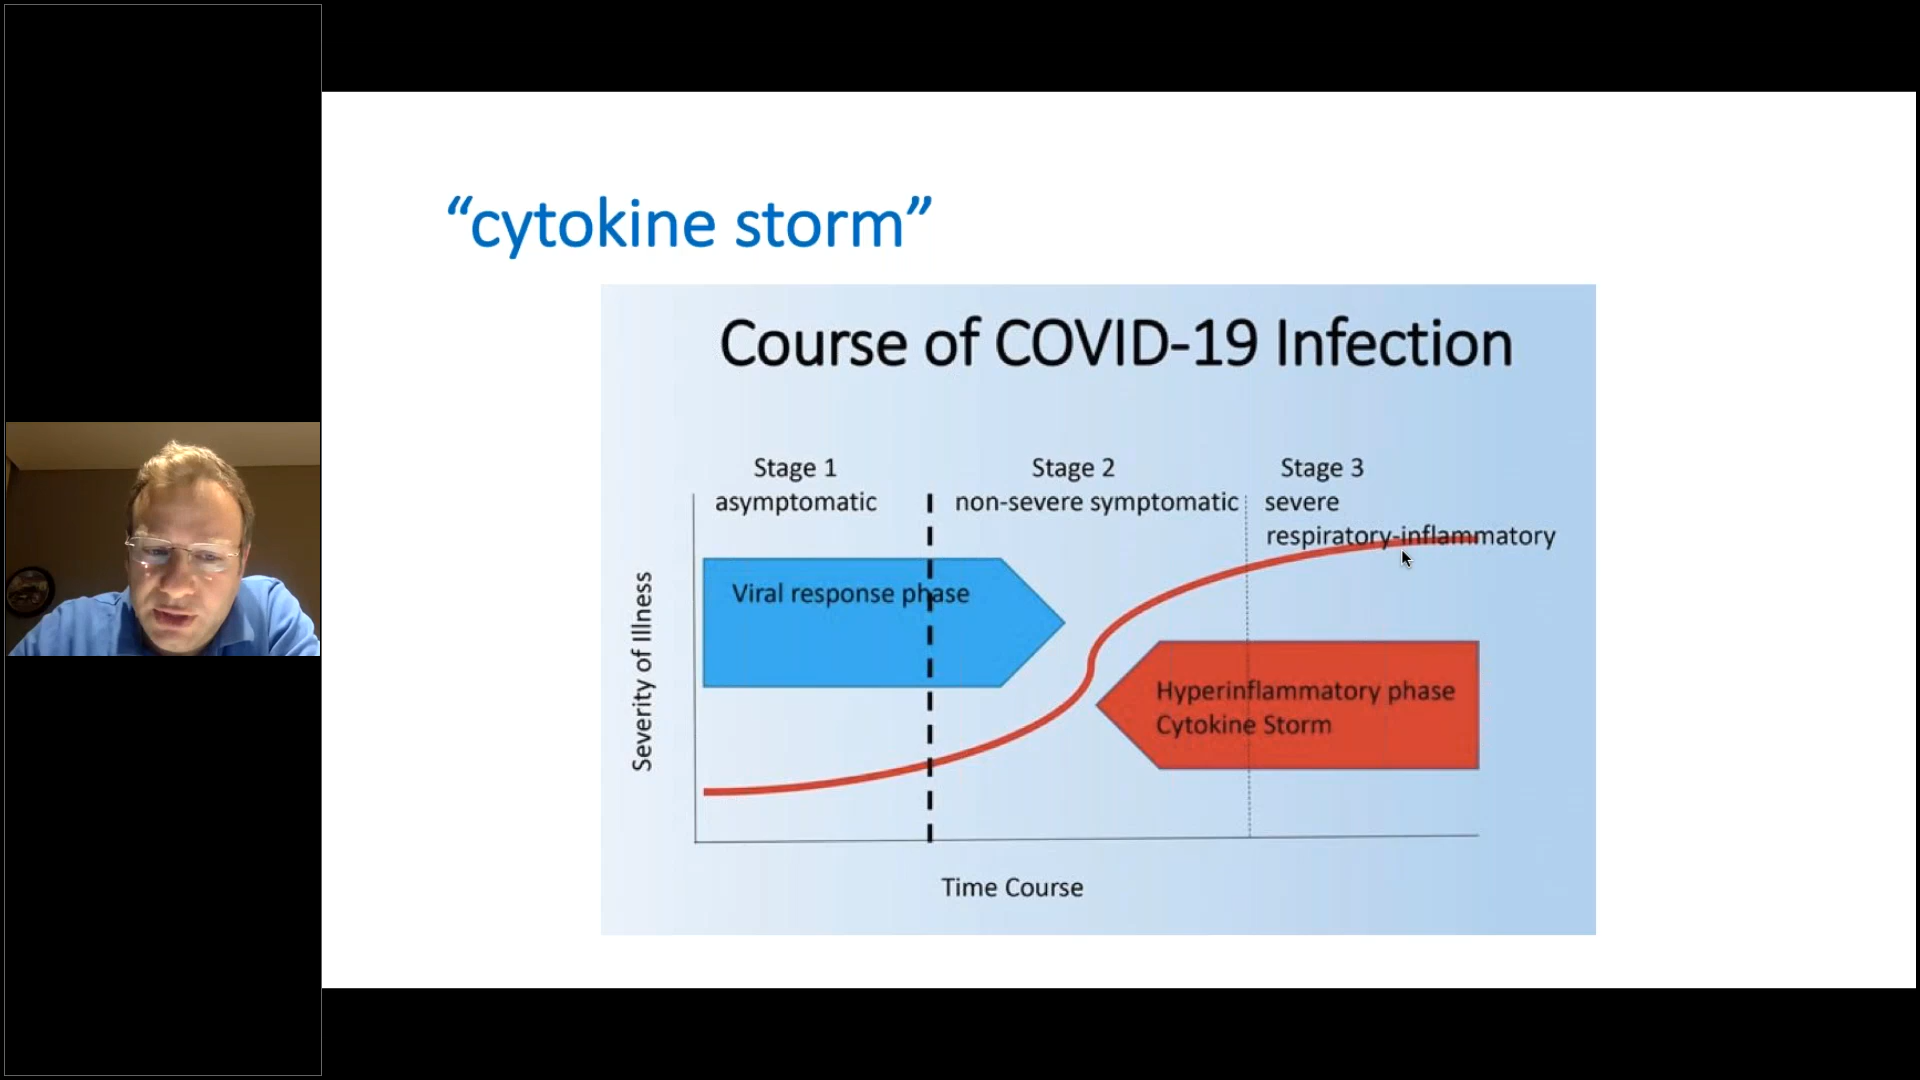 “cytokine storm”
Course of COVID-19 Infection
Stage 1
asymptomatic
Stage 2
non-severe symptomatic
Stage 3
severe
respiratory-inflammatory
Viral response phase
Severity of Illness
Hyperinflammatory phase
Cytokine Storm
Time Course